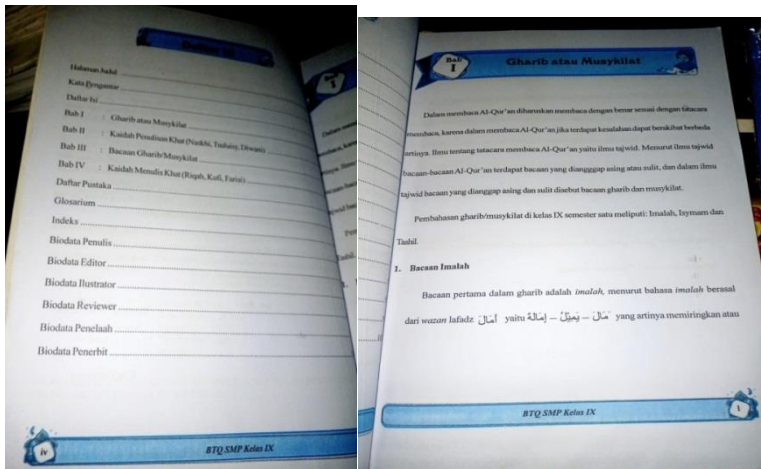 Daftar Isi
Halaman Judul
Kata Pengantar
Daftar Isi
Bab I : Gharib atau Musykilat
Bab II : Kaidah Penulisan Khat (Naskhi, Tsulutsy, Diwani)
Bab III : Bacaan Gharib/Musykilat
Bab IV : Kaidah Menulis Khat (Riqah, Kufi, Farisi)
Daftar Pustaka
Glosarium
Indeks
Biodata Penulis
Biodata Editor
Biodata Ilustrator
Biodata Reviewer
Biodata Penelaah
Biodata Penerbit
iv
BTQ SMP Kelas IX
Bab
1
Gharib atau Musykilat
Dalam membaca Al-Qur'an diharuskan membaca dengan benar sesuai dengan tatacara
membaca, karena dalam membaca Al-Qur'an jika terdapat kesalahan dapat berakibat berbeda
artinya. Ilmu tentang tatacara membaca Al-Qur'an yaitu ilmu tajwid. Menurut ilmu tajwid
bacaan-bacaan Al-Qur'an terdapat bacaan yang diangggap asing atau sulit, dan dalam ilmu
tajwid bacaan yang dianggap asing dan sulit disebut bacaan gharib dan musykilat.
Pembahasan gharib/musykilat di kelas IX semester satu meliputi: Imalah, Isymam dan
Tashil.
1. Bacaan Imalah
Bacaan pertama dalam gharib adalah imalah, menurut bahasa imalah berasal
dari wazan lafadz أَمَالَ yaitu مَالَ – يَمِيْلُ – إِمَالَةً yang artinya memiringkan atau
BTQ SMP Kelas IX
1